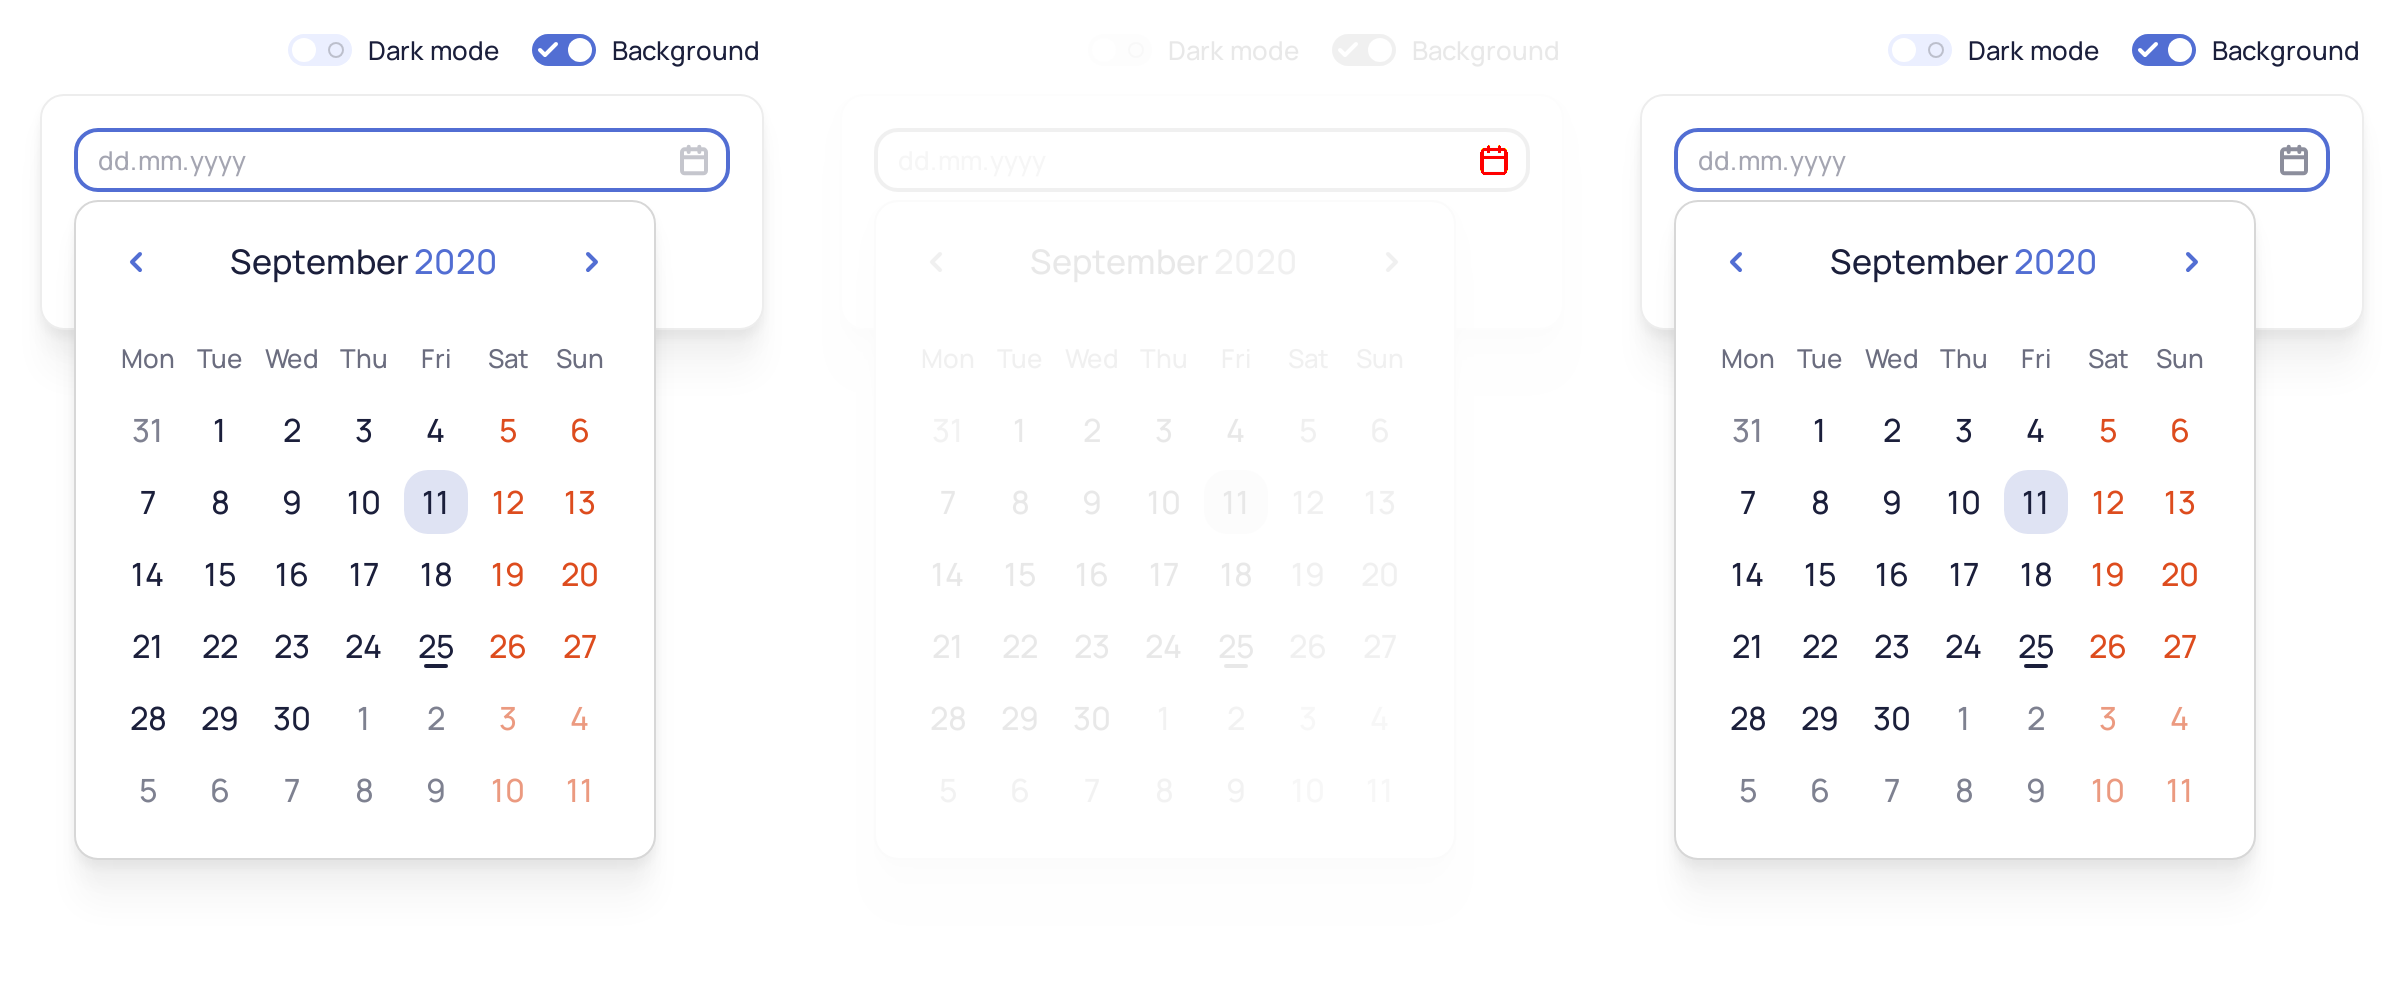 Dark mode Background
dd.mm.yyyy
September 2020
Mon Tue Wed Thu Fri Sat Sun
31 1 2 3 4 5 6
7 8 9 10 11 12 13
14 15 16 17 18 19 20
21 22 23 24 25 26 27
28 29 30 1 2 3 4
5 6 7 8 9 10 11
Dark mode Background
dd.mm.yyyy
September 2020
Mon Tue Wed Thu Fri Sat Sun
31 1 2 3 4 5 6
7 8 9 10 11 12 13
14 15 16 17 18 19 20
21 22 23 24 25 26 27
28 29 30 1 2 3 4
5 6 7 8 9 10 11
Dark mode Background
dd.mm.yyyy
September 2020
Mon Tue Wed Thu Fri Sat Sun
31 1 2 3 4 5 6
7 8 9 10 11 12 13
14 15 16 17 18 19 20
21 22 23 24 25 26 27
28 29 30 1 2 3 4
5 6 7 8 9 10 11